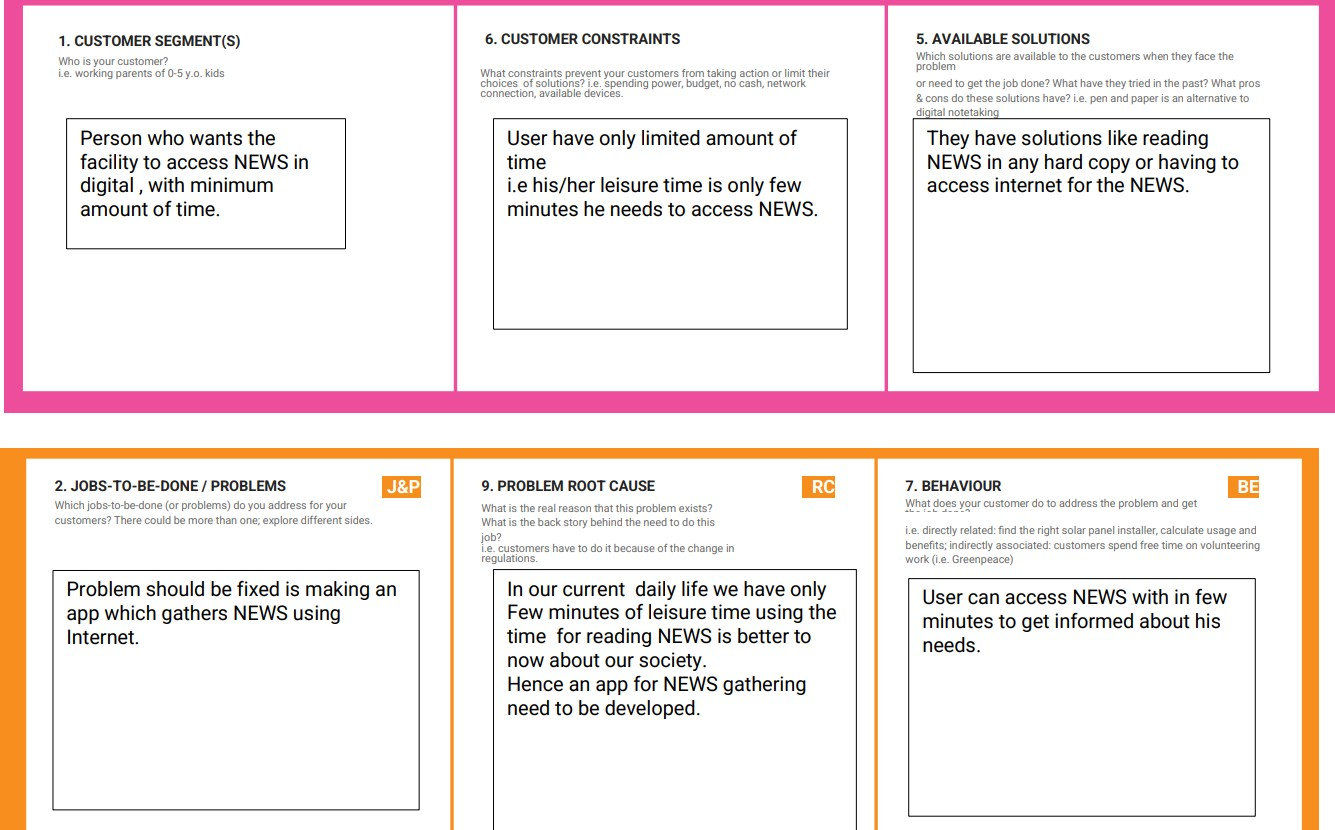 1. CUSTOMER SEGMENT(S)
Who is your customer?
i.e. working parents of 0-5 y.o. kids
Person who wants the
facility to access NEWS in
digital , with minimum
amount of time.
6. CUSTOMER CONSTRAINTS
What constraints prevent your customers from taking action or limit their
choices of solutions? i.e. spending power, budget, no cash, network
connection, available devices.
User have only limited amount of
time
i.e his/her leisure time is only few
minutes he needs to access NEWS.
5. AVAILABLE SOLUTIONS
Which solutions are available to the customers when they face the
problem
or need to get the job done? What have they tried in the past? What pros
& cons do these solutions have? i.e. pen and paper is an alternative to
digital notetaking
They have solutions like reading
NEWS in any hard copy or having to
access internet for the NEWS.
2. JOBS-TO-BE-DONE / PROBLEMS
J&P
Which jobs-to-be-done (or problems) do you address for your
customers? There could be more than one; explore different sides.
Problem should be fixed is making an
app which gathers NEWS using
Internet.
9. PROBLEM ROOT CAUSE
RC
What is the real reason that this problem exists?
What is the back story behind the need to do this
job?
i.e. customers have to do it because of the change in
regulations.
In our current daily life we have only
Few minutes of leisure time using the
time for reading NEWS is better to
now about our society.
Hence an app for NEWS gathering
need to be developed.
7. BEHAVIOUR
BE
What does your customer do to address the problem and get
the job done?
i.e. directly related: find the right solar panel installer, calculate usage and
benefits; indirectly associated: customers spend free time on volunteering
work (i.e. Greenpeace)
User can access NEWS with in few
minutes to get informed about his
needs.